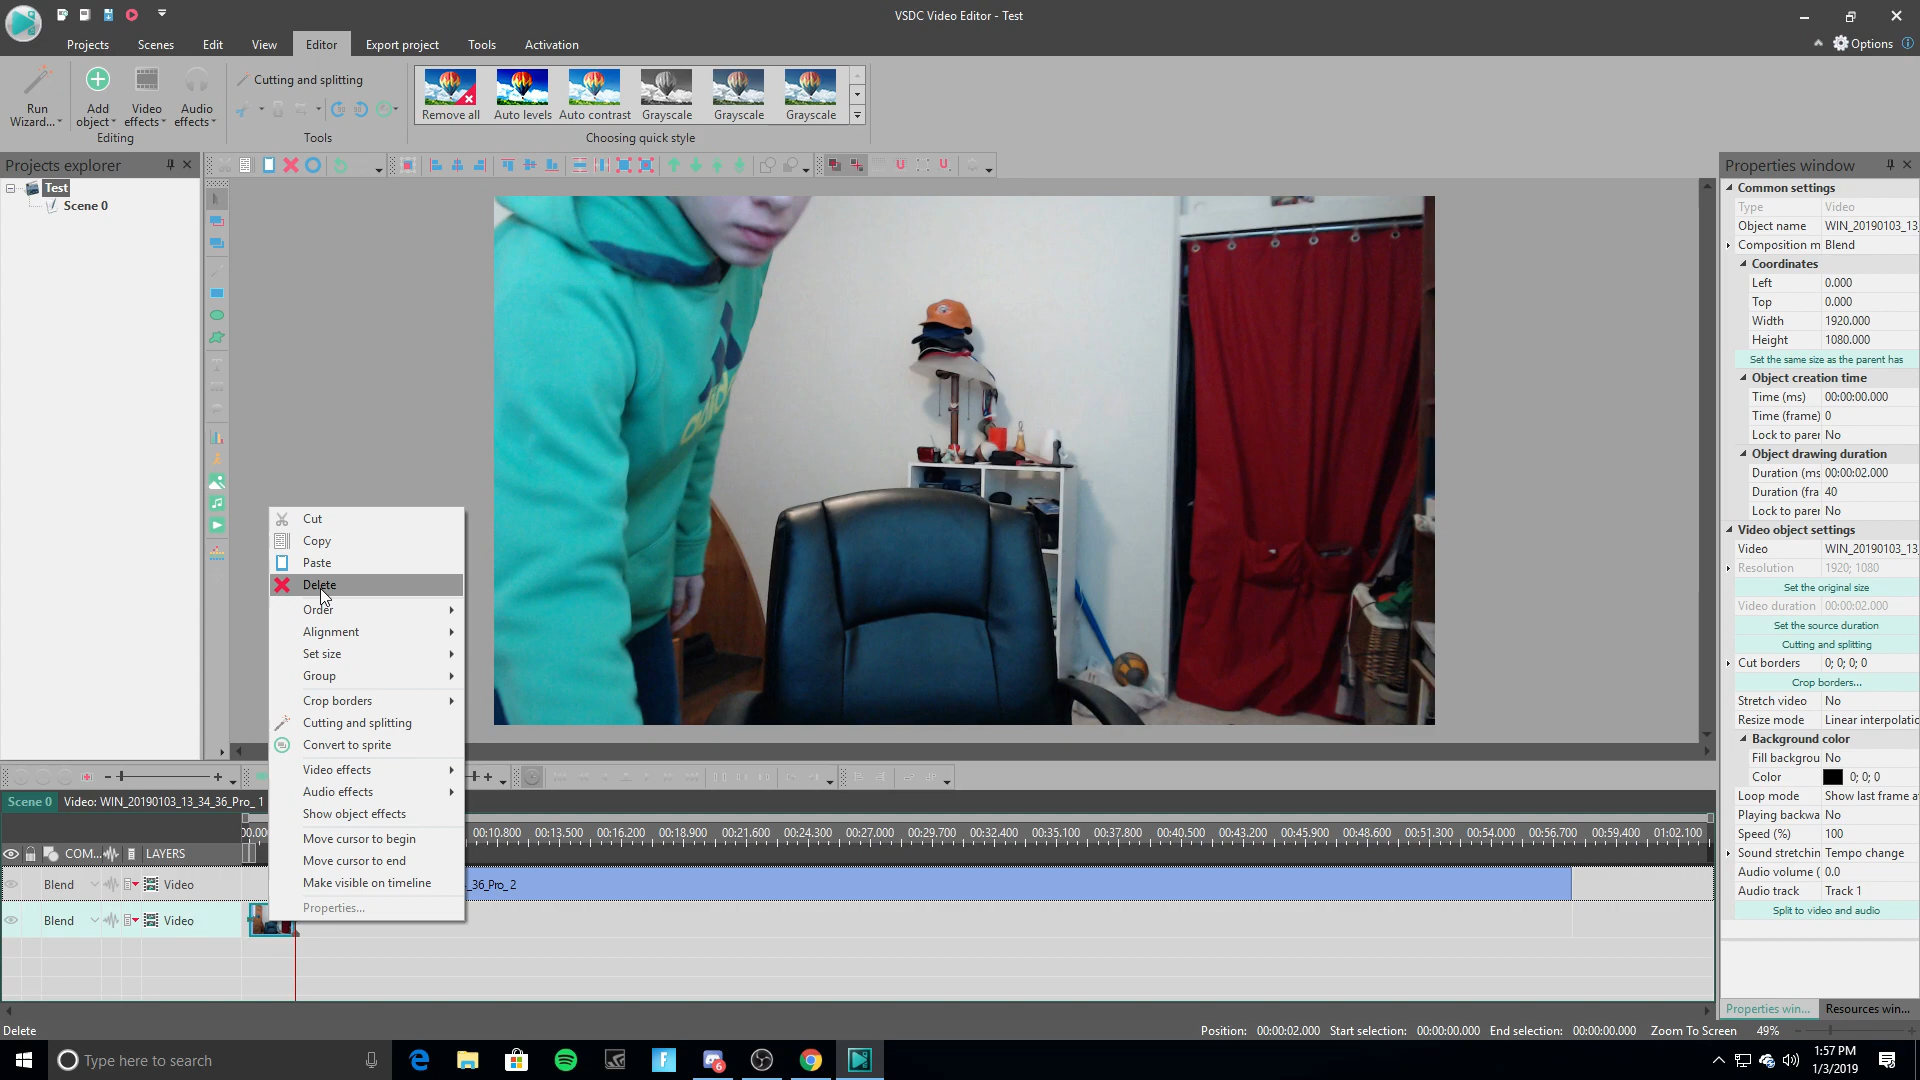 VSDC Video Editor - Test
Projects Scenes Edit View Editor Export project Tools Activation
Options
Run Wizard...
Add object
Video effects
Audio effects
Editing
Cutting and splitting
Tools
Remove all Auto levels Auto contrast Grayscale Grayscale Grayscale
Choosing quick style
Projects explorer
Test
Scene 0
adidas
Cut
Copy
Paste
Delete
Order
Alignment
Set size
Group
Crop borders
Cutting and splitting
Convert to sprite
Video effects
Audio effects
Show object effects
Move cursor to begin
Move cursor to end
Make visible on timeline
Properties...
Properties window
Common settings
Type Video
Object name WIN_20190103_13_
Composition m Blend
Coordinates
Left 0.000
Top 0.000
Width 1920.000
Height 1080.000
Set the same size as the parent has
Object creation time
Time (ms) 00:00:00.000
Time (frame) 0
Lock to parer No
Object drawing duration
Duration (ms 00:00:02.000
Duration (fra 40
Lock to parer No
Video object settings
Video WIN_20190103_13_
Resolution 1920; 1080
Set the original size
Video duration 00:00:02.000
Set the source duration
Cutting and splitting
Cut borders 0; 0; 0; 0
Crop borders...
Stretch video No
Resize mode Linear interpolatio
Background color
Fill backgrou No
Color 0; 0; 0
Loop mode Show last frame a
Playing backwa No
Speed (%) 100
Sound stretchin Tempo change
Audio volume ( 0.0
Audio track Track 1
Split to video and audio
Properties win... Resources win...
Scene 0 Video: WIN_20190103_13_34_36_Pro_ 1
00.000 00:10.800 00:13.500 00:16.200 00:18.900 00:21.600 00:24.300 00:27.000 00:29.700 00:32.400 00:35.100 00:37.800 00:40.500 00:43.200 00:45.900 00:48.600 00:51.300 00:54.000 00:56.700 00:59.400 01:02.100
COM... LAYERS
Blend Video _36_Pro_ 2
Blend Video
Delete
Position: 00:00:02.000 Start selection: 00:00:00.000 End selection: 00:00:00.000 Zoom To Screen 49%
Type here to search
6
1:57 PM
1/3/2019